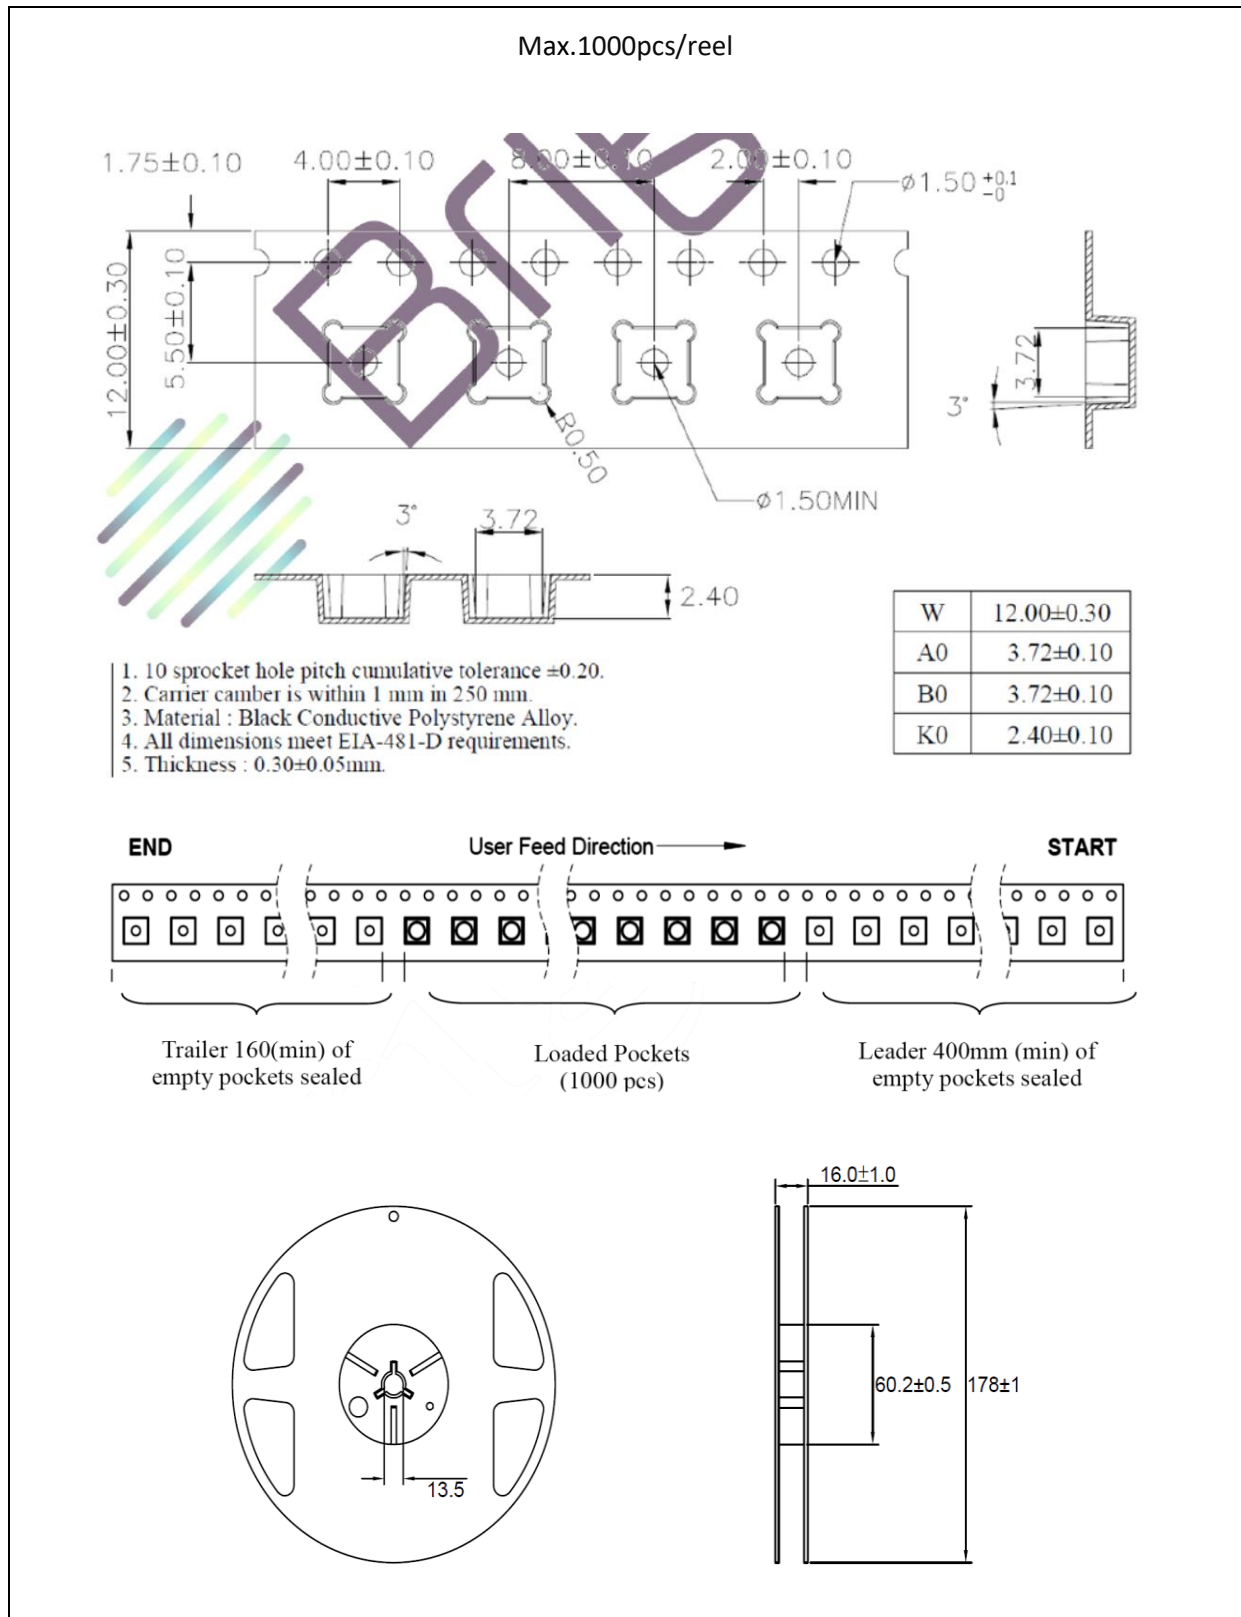 Max.1000pcs/reel
1.75±0.10
4.00±0.10
8.00±0.10
2.00±0.10
⌀1.50 +0.1 -0
12.00±0.30
5.50±0.10
R0.50
⌀1.50MIN
3.72
3°
3°
3.72
2.40
W 12.00±0.30
A0 3.72±0.10
B0 3.72±0.10
K0 2.40±0.10
1. 10 sprocket hole pitch cumulative tolerance ±0.20.
2. Carrier camber is within 1 mm in 250 mm.
3. Material : Black Conductive Polystyrene Alloy.
4. All dimensions meet EIA-481-D requirements.
5. Thickness : 0.30±0.05mm.
END
User Feed Direction
START
Trailer 160(min) of
empty pockets sealed
Loaded Pockets
(1000 pcs)
Leader 400mm (min) of
empty pockets sealed
16.0±1.0
60.2±0.5
178±1
13.5